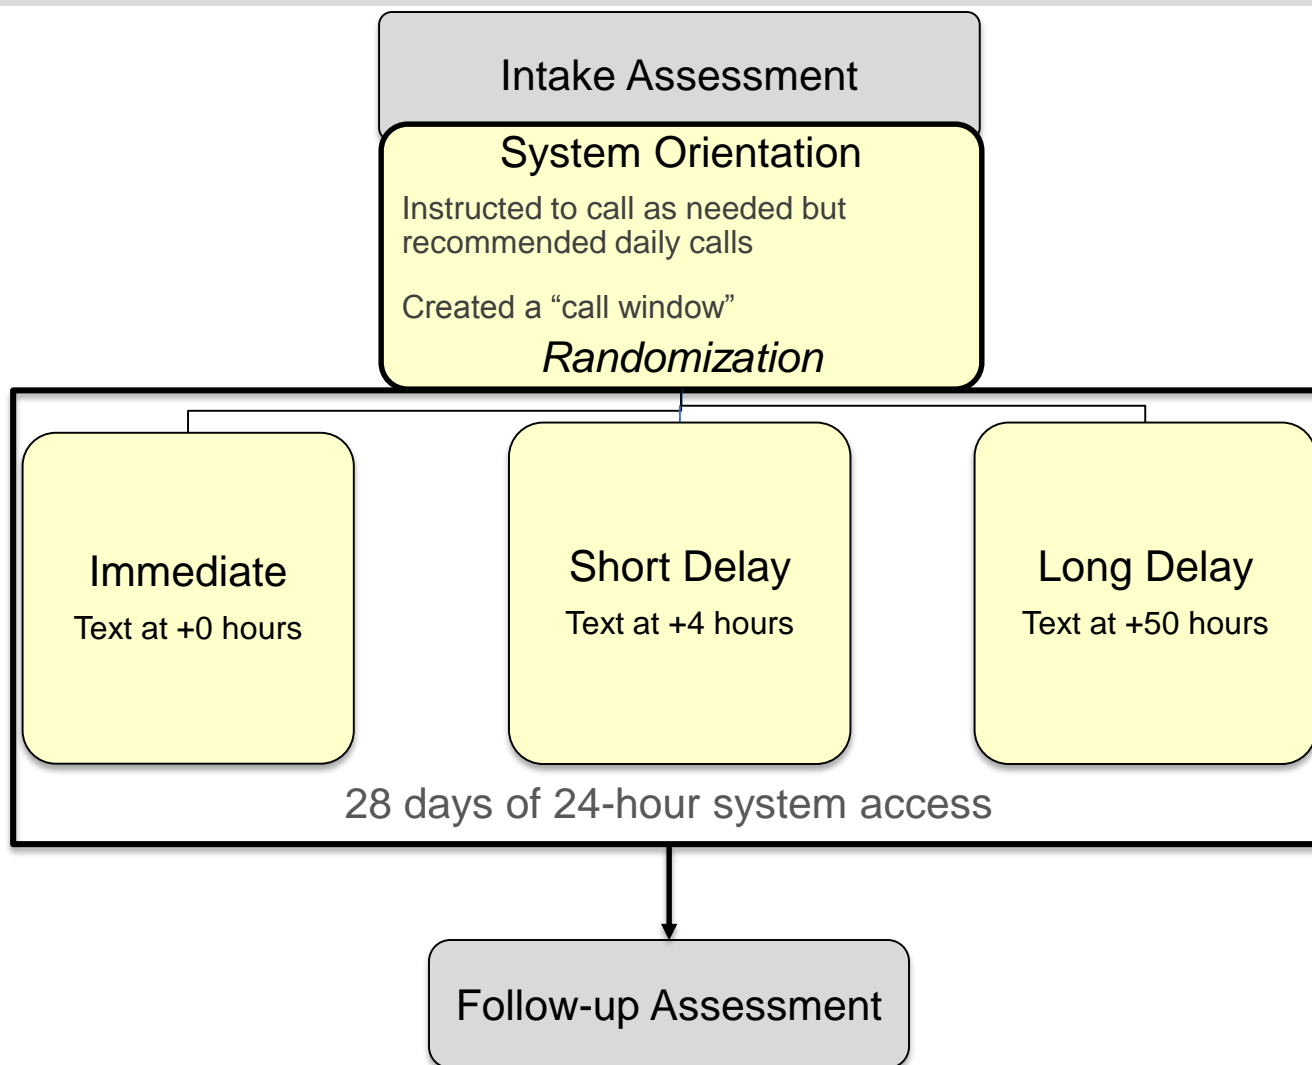 Intake Assessment
System Orientation
Instructed to call as needed but
recommended daily calls
Created a “call window”
Randomization
Immediate
Text at +0 hours
Short Delay
Text at +4 hours
Long Delay
Text at +50 hours
28 days of 24-hour system access
Follow-up Assessment